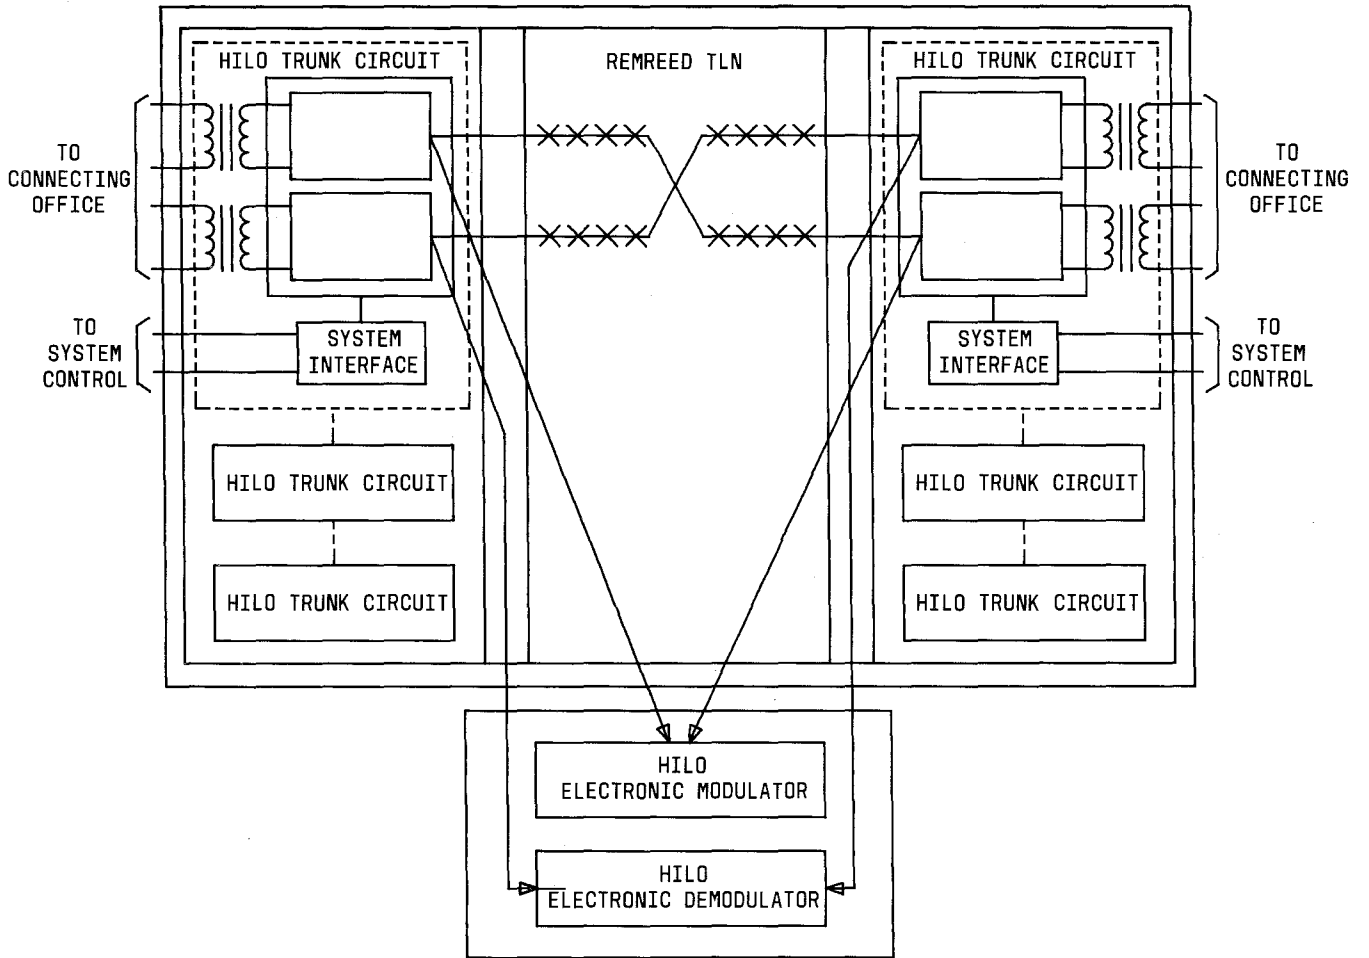 HILO TRUNK CIRCUIT
REMREED TLN
HILO TRUNK CIRCUIT
TO
CONNECTING
OFFICE
TO
CONNECTING
OFFICE
TO
SYSTEM
CONTROL
SYSTEM
INTERFACE
SYSTEM
INTERFACE
TO
SYSTEM
CONTROL
HILO TRUNK CIRCUIT
HILO TRUNK CIRCUIT
HILO TRUNK CIRCUIT
HILO TRUNK CIRCUIT
HILO
ELECTRONIC MODULATOR
HILO
ELECTRONIC DEMODULATOR